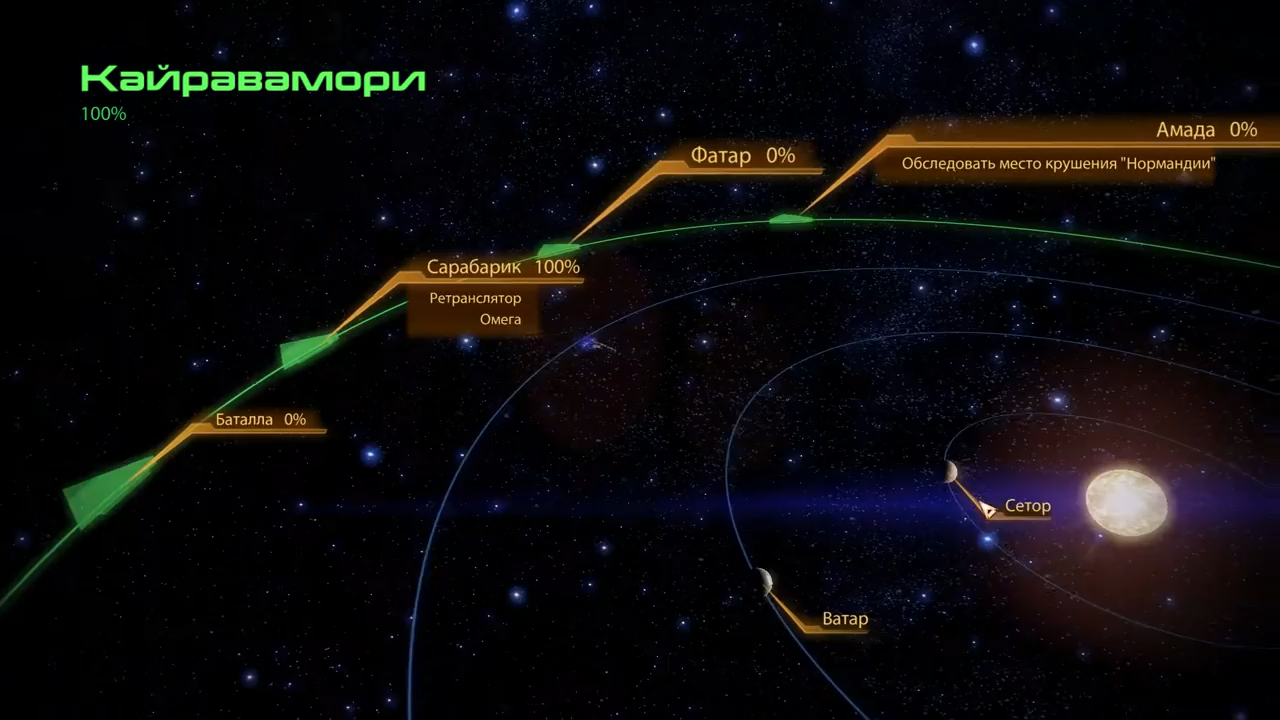 Кайравамори
100%
Амада 0%
Обследовать место крушения "Нормандии"
Фатар 0%
Сарабарик 100%
Ретранслятор
Омега
Баталла 0%
Сетор
Ватар